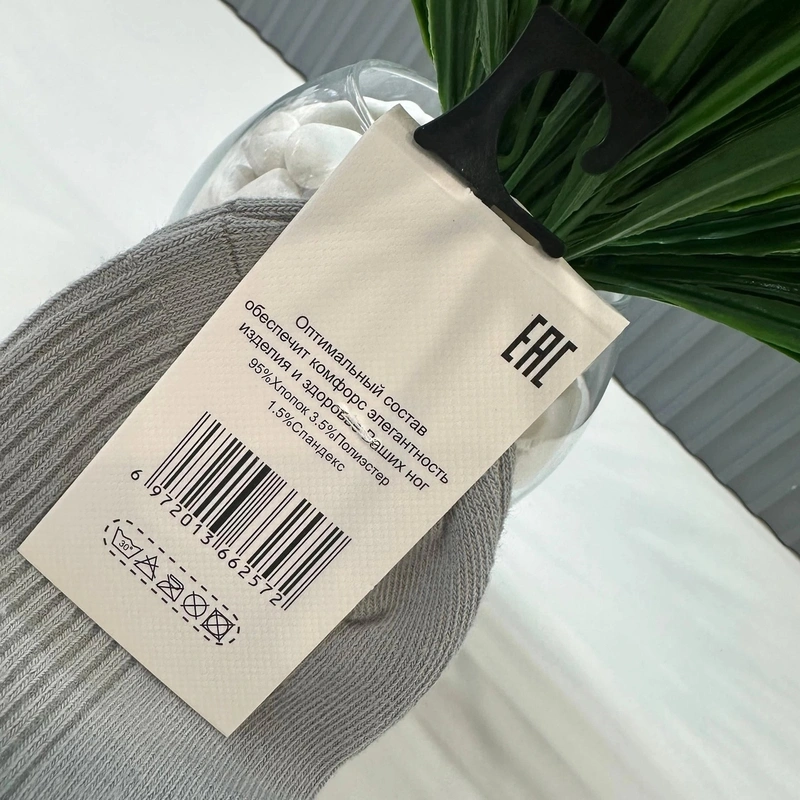 ЕАС
Оптимальный состав
обеспечит комфорс элегантность
изделия и здоровье ваших ног
95%Хлопок 3.5%Полиэстер
1.5%Спандекс
6 972013 662572
30°